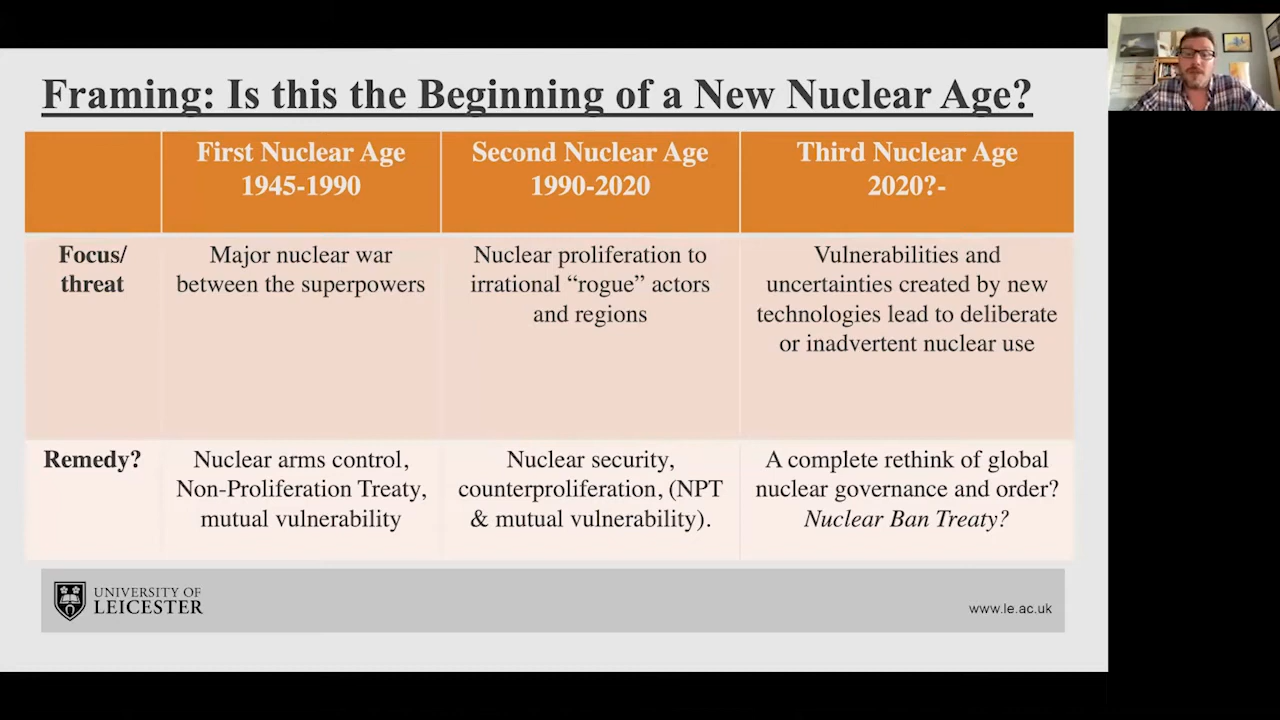 Framing: Is this the Beginning of a New Nuclear Age?
First Nuclear Age
1945-1990
Second Nuclear Age
1990-2020
Third Nuclear Age
2020?-
Focus/
threat
Major nuclear war
between the superpowers
Nuclear proliferation to
irrational “rogue” actors
and regions
Vulnerabilities and
uncertainties created by new
technologies lead to deliberate
or inadvertent nuclear use
Remedy?
Nuclear arms control,
Non-Proliferation Treaty,
mutual vulnerability
Nuclear security,
counterproliferation, (NPT
& mutual vulnerability).
A complete rethink of global
nuclear governance and order?
Nuclear Ban Treaty?
UNIVERSITY OF
LEICESTER
www.le.ac.uk